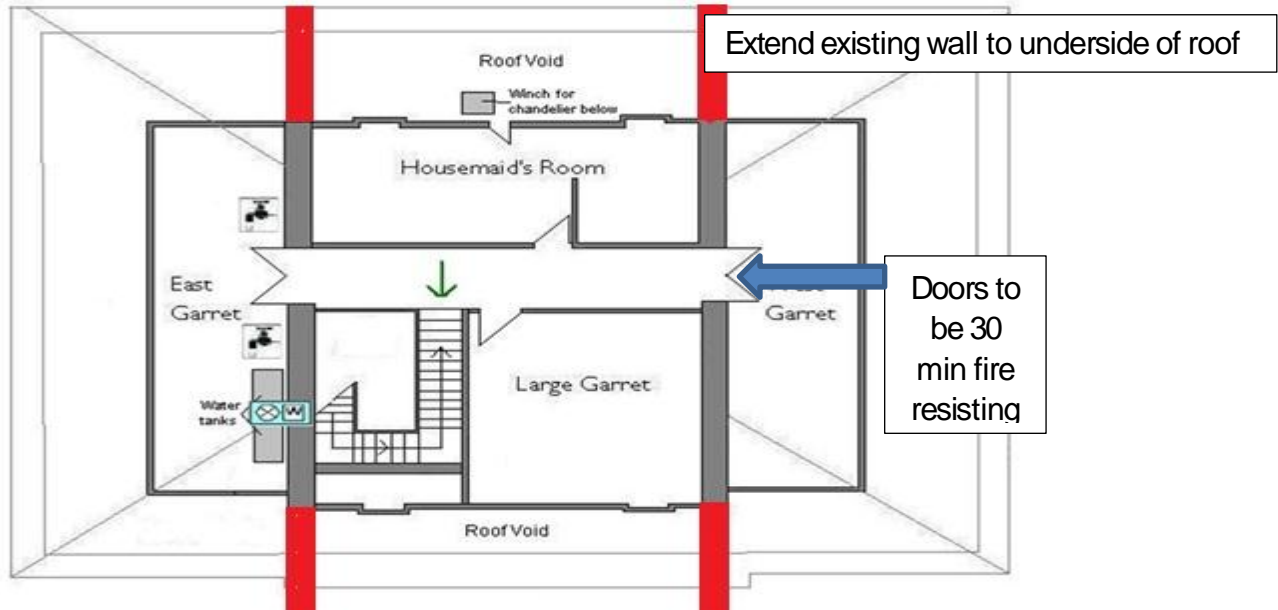 Extend existing wall to underside of roof
Roof Void
Winch for
chandelier below
Housemaid's Room
East
Garret
Garret
Doors to
be 30
min fire
resisting
Large Garret
Water
tanks
W
Roof Void